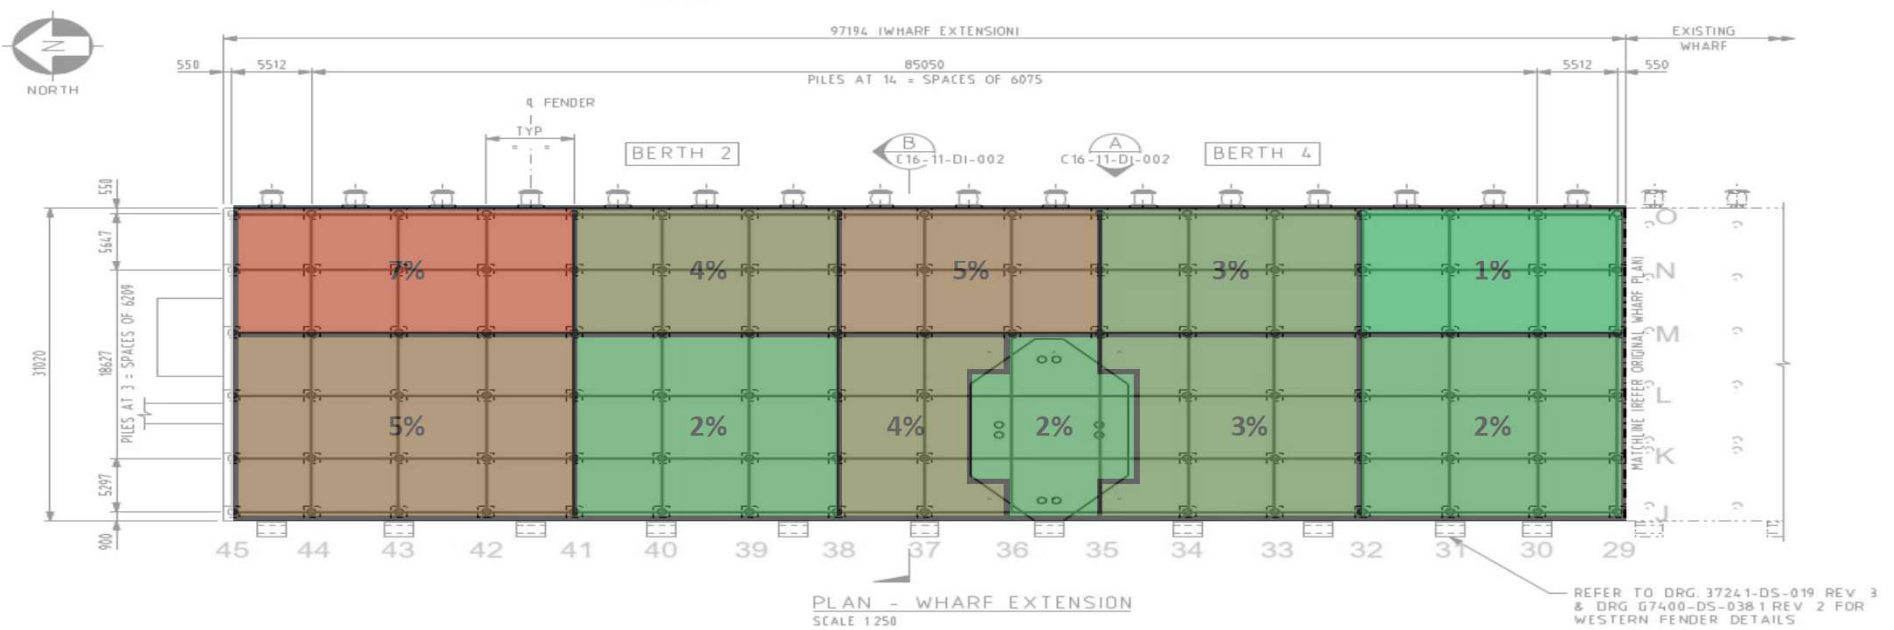 97194 (WHARF EXTENSION)
EXISTING
WHARF
550
5512
85050
5512
550
PILES AT 14 = SPACES OF 6075
N
NORTH
℄ FENDER
TYP
BERTH 2
B
C16-11-DI-002
A
C16-11-DI-002
BERTH 4
550
5647
31020
18627
PILES AT 3 = SPACES OF 6209
5297
900
7%
4%
5%
3%
1%
5%
2%
4%
2%
3%
2%
MATCHLINE (REFER ORIGINAL WHARF PLAN)
O
N
M
L
K
J
45
44
43
42
41
40
39
38
37
36
35
34
33
32
31
30
29
PLAN - WHARF EXTENSION
SCALE 1250
REFER TO DRG. 37241-DS-019 REV 3
& DRG G7400-DS-0381 REV 2 FOR
WESTERN FENDER DETAILS